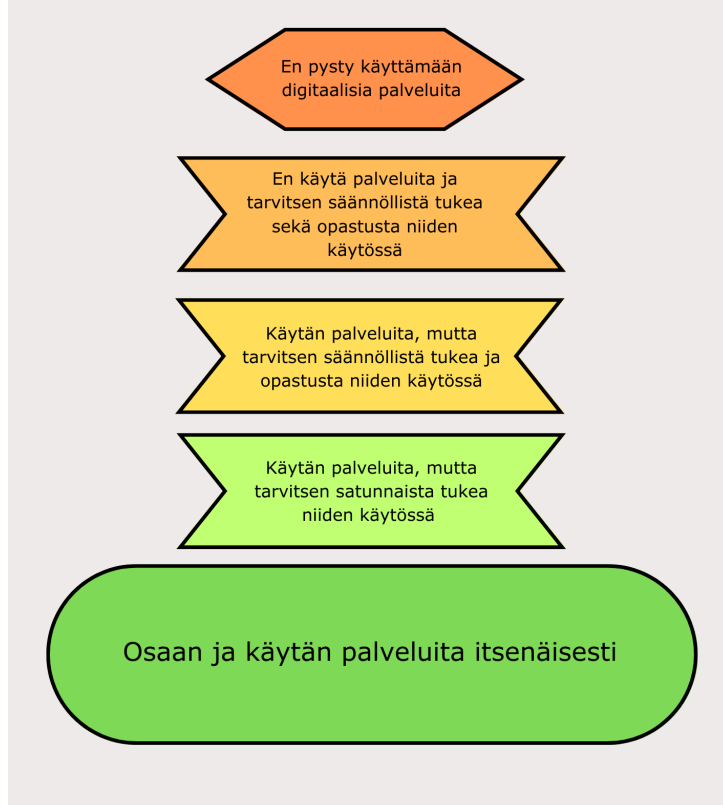 En pysty käyttämään
digitaalisia palveluita
En käytä palveluita ja
tarvitsen säännöllistä tukea
sekä opastusta niiden
käytössä
Käytän palveluita, mutta
tarvitsen säännöllistä tukea ja
opastusta niiden käytössä
Käytän palveluita, mutta
tarvitsen satunnaista tukea
niiden käytössä
Osaan ja käytän palveluita itsenäisesti